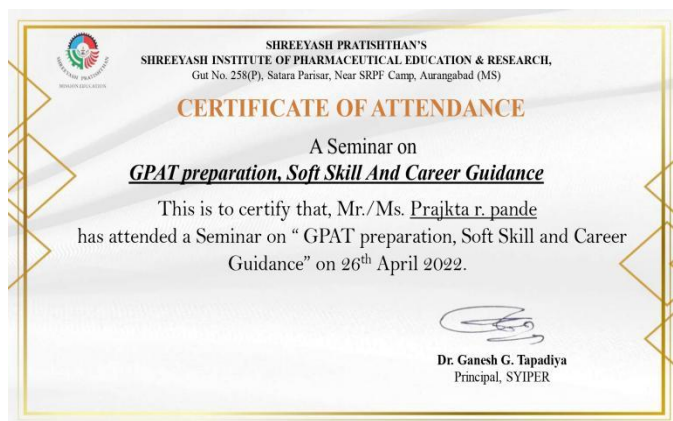 SHREEYASH PRATISHTHAN'S
SHREEYASH INSTITUTE OF PHARMACEUTICAL EDUCATION & RESEARCH,
Gut No. 258(P), Satara Parisar, Near SRPF Camp, Aurangabad (MS)
CERTIFICATE OF ATTENDANCE
A Seminar on
GPAT preparation, Soft Skill And Career Guidance
This is to certify that, Mr./Ms. Prajkta r. pande
has attended a Seminar on “ GPAT preparation, Soft Skill and Career
Guidance” on 26th April 2022.
Dr. Ganesh G. Tapadiya
Principal, SYIPER